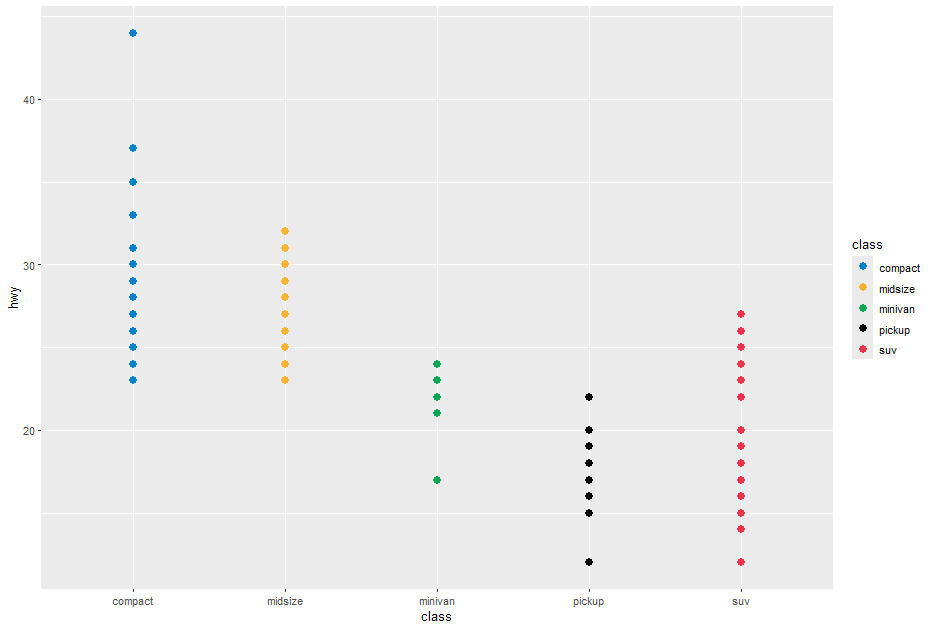 40
30
20
hwy
compact midsize minivan pickup suv
class
class
compact
midsize
minivan
pickup
suv